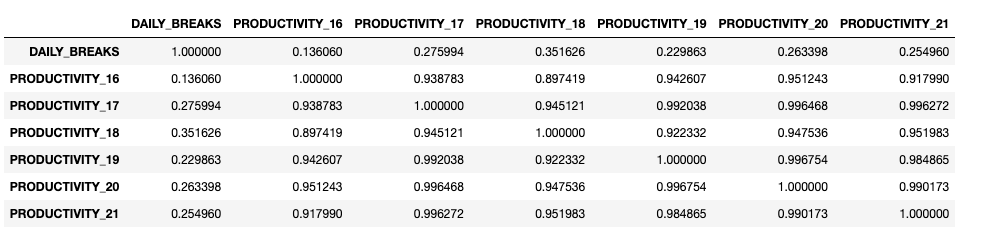 DAILY_BREAKS PRODUCTIVITY_16 PRODUCTIVITY_17 PRODUCTIVITY_18 PRODUCTIVITY_19 PRODUCTIVITY_20 PRODUCTIVITY_21
DAILY_BREAKS 1.000000 0.136060 0.275994 0.351626 0.229863 0.263398 0.254960
PRODUCTIVITY_16 0.136060 1.000000 0.938783 0.897419 0.942607 0.951243 0.917990
PRODUCTIVITY_17 0.275994 0.938783 1.000000 0.945121 0.992038 0.996468 0.996272
PRODUCTIVITY_18 0.351626 0.897419 0.945121 1.000000 0.922332 0.947536 0.951983
PRODUCTIVITY_19 0.229863 0.942607 0.992038 0.922332 1.000000 0.996754 0.984865
PRODUCTIVITY_20 0.263398 0.951243 0.996468 0.947536 0.996754 1.000000 0.990173
PRODUCTIVITY_21 0.254960 0.917990 0.996272 0.951983 0.984865 0.990173 1.000000